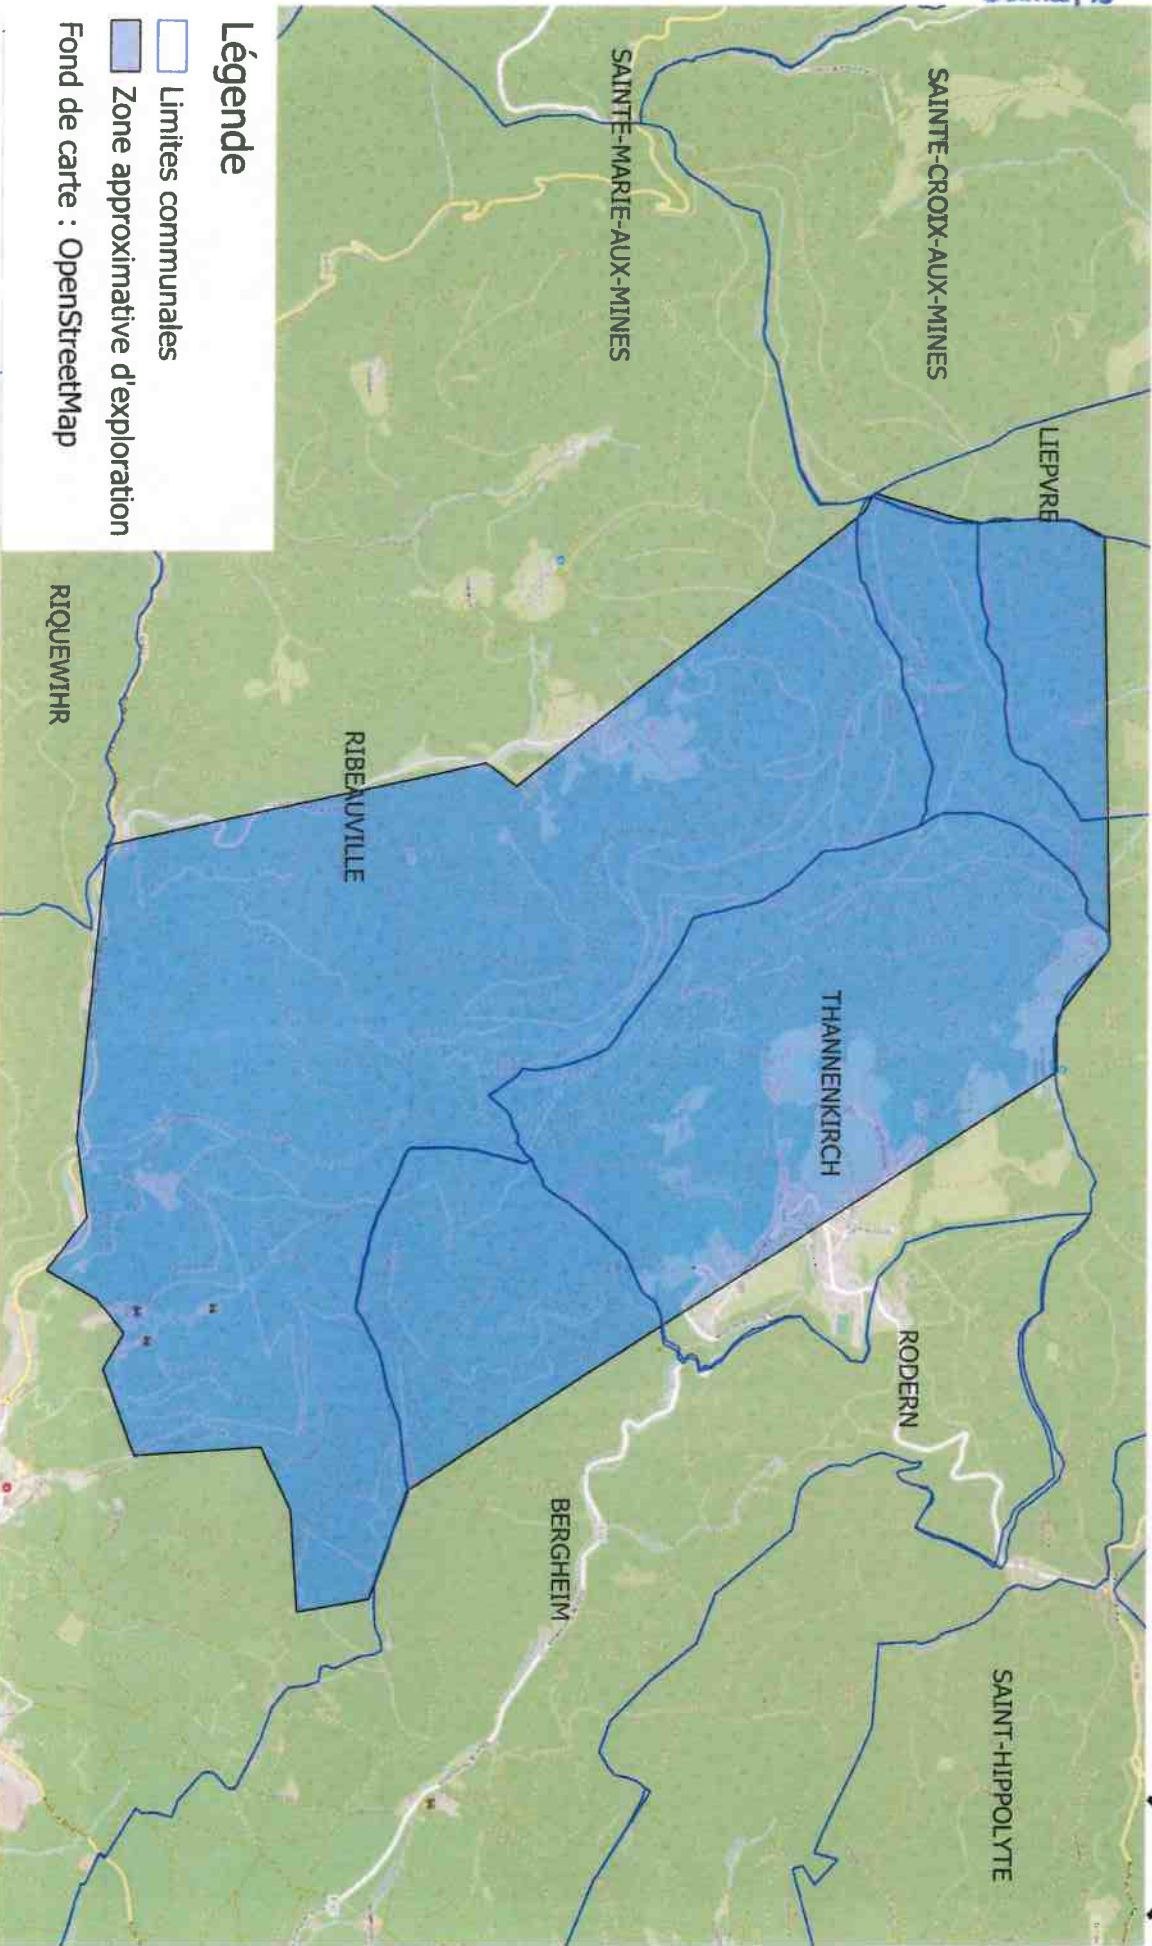 SAINTE-CROIX-AUX-MINES
LIEPVRE
SAINTE-MARIE-AUX-MINES
THANNENKIRCH
RODERN
SAINT-HIPPOLYTE
RIBEAUVILLE
BERGHEIM
RIQUEWIHR
Légende
Limites communales
Zone approximative d'exploration
Fond de carte : OpenStreetMap